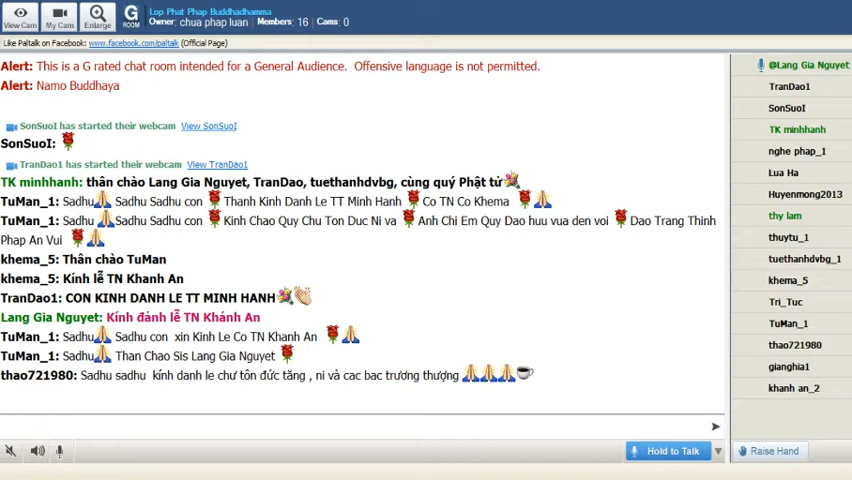 View Cam
My Cam
Enlarge
G
ROOM
Lop Phat Phap Buddhadhamma
Owner: chua phap luan Members: 16 Cams: 0
Like Paltalk on Facebook: www.facebook.com/paltalk (Official Page)
Alert: This is a G rated chat room intended for a General Audience. Offensive language is not permitted.
Alert: Namo Buddhaya
SonSuoI has started their webcam View SonSuoI
SonSuoI:
TranDao1 has started their webcam View TranDao1
TK minhhanh: thân chào Lang Gia Nguyet, TranDao, tuethanhdvbg, cùng quý Phật tử
TuMan_1: Sadhu Sadhu Sadhu con Thanh Kinh Danh Le TT Minh Hanh Co TN Co Khema
TuMan_1: Sadhu Sadhu Sadhu con Kinh Chao Quy Chu Ton Duc Ni va Anh Chi Em Quy Dao huu vua den voi Dao Trang Thinh
Phap An Vui
khema_5: Thân chào TuMan
khema_5: Kính lễ TN Khanh An
TranDao1: CON KINH DANH LE TT MINH HANH
Lang Gia Nguyet: Kính đảnh lễ TN Khánh An
TuMan_1: Sadhu Sadhu con xin Kinh Le Co TN Khanh An
TuMan_1: Sadhu Than Chao Sis Lang Gia Nguyet
thao721980: Sadhu sadhu kính danh le chư tôn đức tăng , ni và cac bac trương thượng
Hold to Talk
@Lang Gia Nguyet
TranDao1
SonSuoI
TK minhhanh
nghe phap_1
Lua Ha
Huyenmong2013
thy lam
thuytu_1
tuethanhdvbg_1
khema_5
Tri_Tuc
TuMan_1
thao721980
gianghia1
khanh an_2
Raise Hand